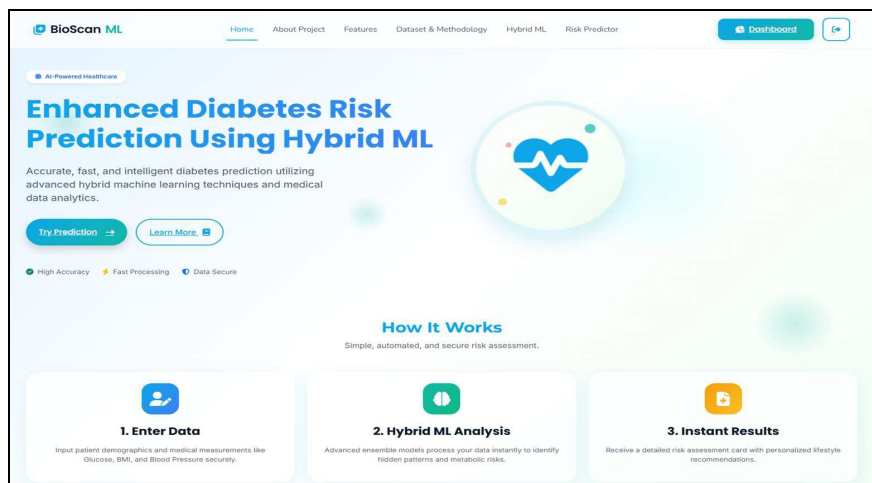 BioScan ML
Home About Project Features Dataset & Methodology Hybrid ML Risk Predictor
Dashboard
AI-Powered Healthcare
Enhanced Diabetes Risk
Prediction Using Hybrid ML
Accurate, fast, and intelligent diabetes prediction utilizing
advanced hybrid machine learning techniques and medical
data analytics.
Try Prediction → Learn More
High Accuracy Fast Processing Data Secure
How It Works
Simple, automated, and secure risk assessment.
1. Enter Data
Input patient demographics and medical measurements like
Glucose, BMI, and Blood Pressure securely.
2. Hybrid ML Analysis
Advanced ensemble models process your data instantly to identify
hidden patterns and metabolic risks.
3. Instant Results
Receive a detailed risk assessment card with personalized lifestyle
recommendations.